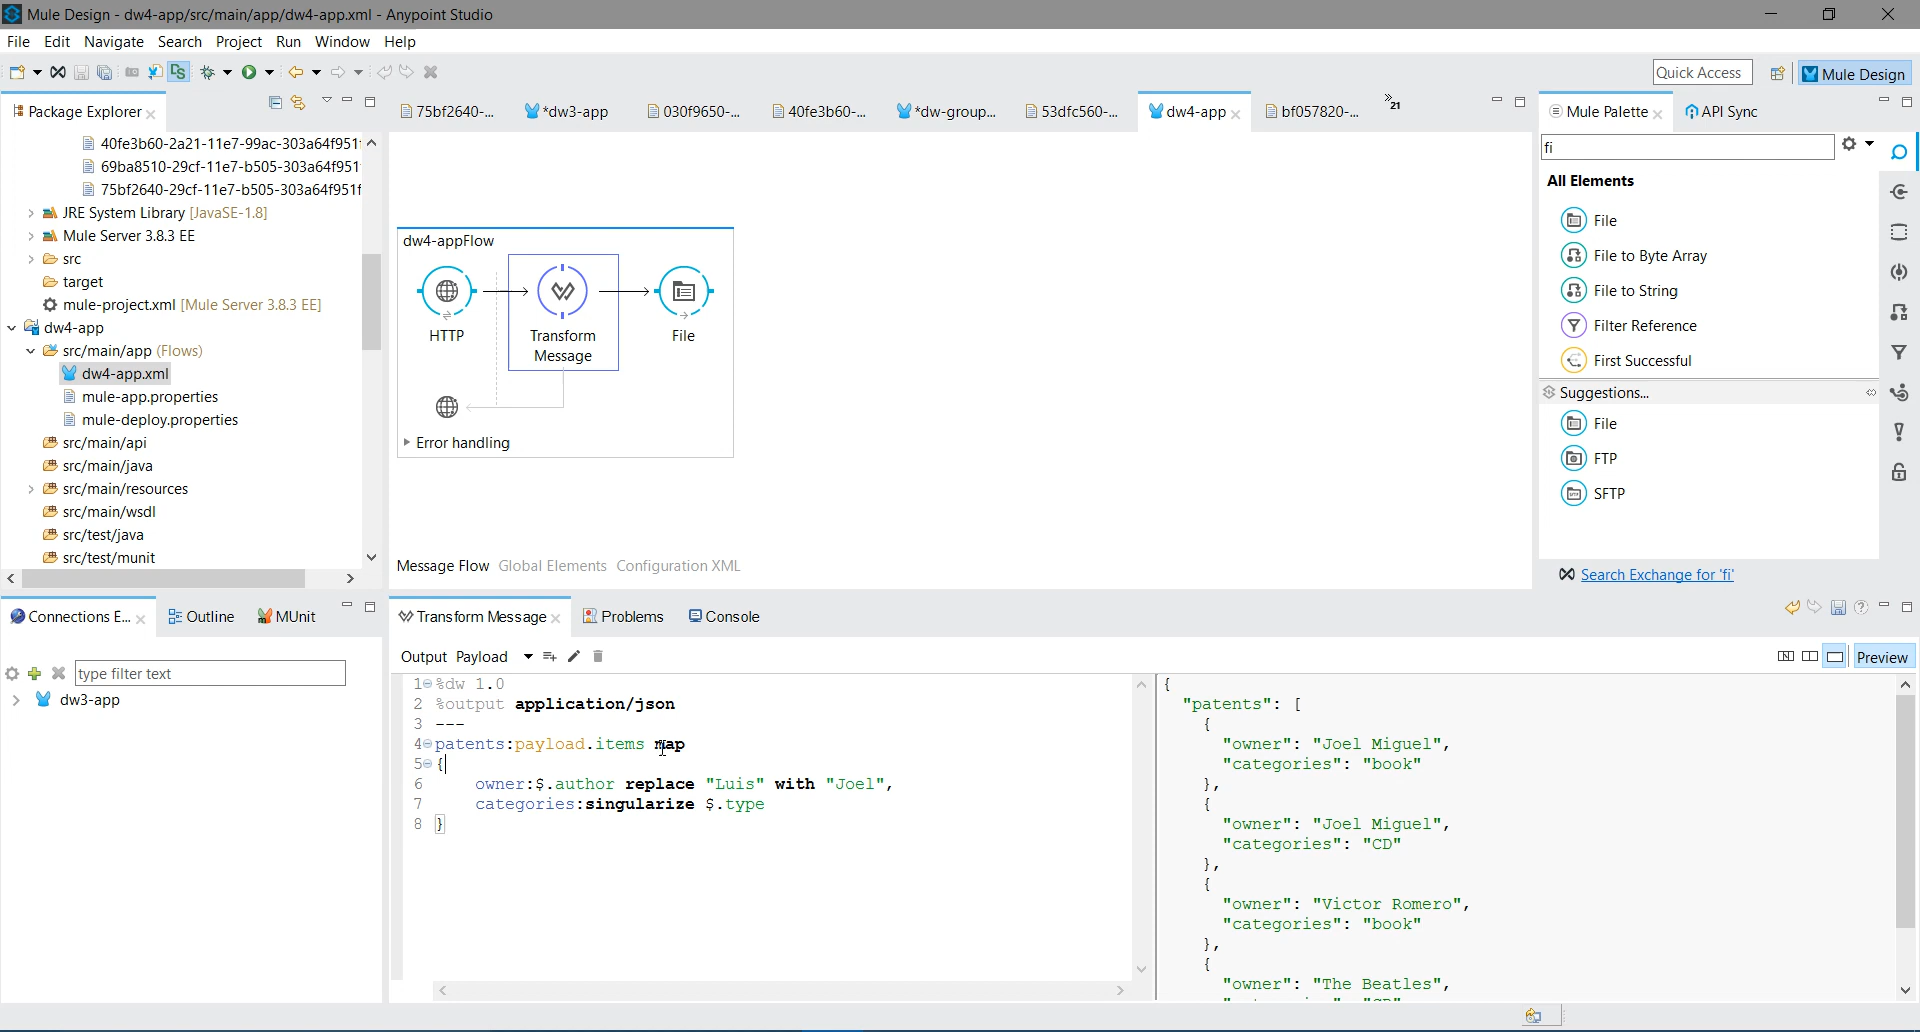 Mule Design - dw4-app/src/main/app/dw4-app.xml - Anypoint Studio
File Edit Navigate Search Project Run Window Help
Quick Access
Mule Design
Package Explorer
75bf2640-...
*dw3-app
030f9650-...
40fe3b60-...
*dw-group...
53dfc560-...
dw4-app
bf057820-...
21
Mule Palette
API Sync
40fe3b60-2a21-11e7-99ac-303a64f951
69ba8510-29cf-11e7-b505-303a64f951
75bf2640-29cf-11e7-b505-303a64f951f
JRE System Library [JavaSE-1.8]
Mule Server 3.8.3 EE
src
target
mule-project.xml [Mule Server 3.8.3 EE]
dw4-app
src/main/app (Flows)
dw4-app.xml
mule-app.properties
mule-deploy.properties
src/main/api
src/main/java
src/main/resources
src/main/wsdl
src/test/java
src/test/munit
dw4-appFlow
HTTP
Transform
Message
File
Error handling
Message Flow Global Elements Configuration XML
fi
All Elements
File
File to Byte Array
File to String
Filter Reference
First Successful
Suggestions...
File
FTP
SFTP
Search Exchange for 'fi'
Connections E...
Outline
MUnit
type filter text
dw3-app
Transform Message
Problems
Console
Output Payload
Preview
1 %dw 1.0
2 %output application/json
3 ---
4 patents:payload.items map
5 {
6 owner:$.author replace "Luis" with "Joel",
7 categories:singularize $.type
8 }
{
"patents": [
{
"owner": "Joel Miguel",
"categories": "book"
},
{
"owner": "Joel Miguel",
"categories": "CD"
},
{
"owner": "Victor Romero",
"categories": "book"
},
{
"owner": "The Beatles",